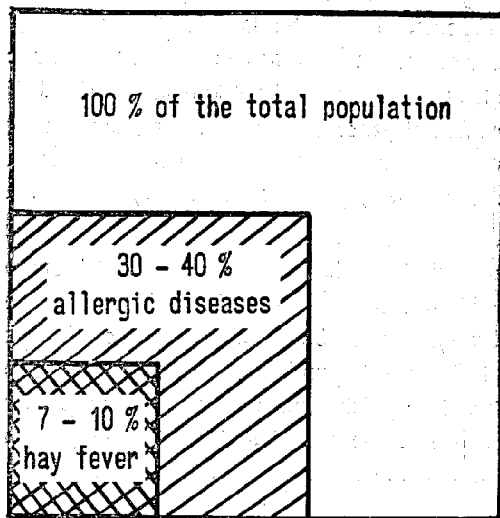 100 % of the total population
30 - 40 %
allergic diseases
7 - 10 %
hay fever